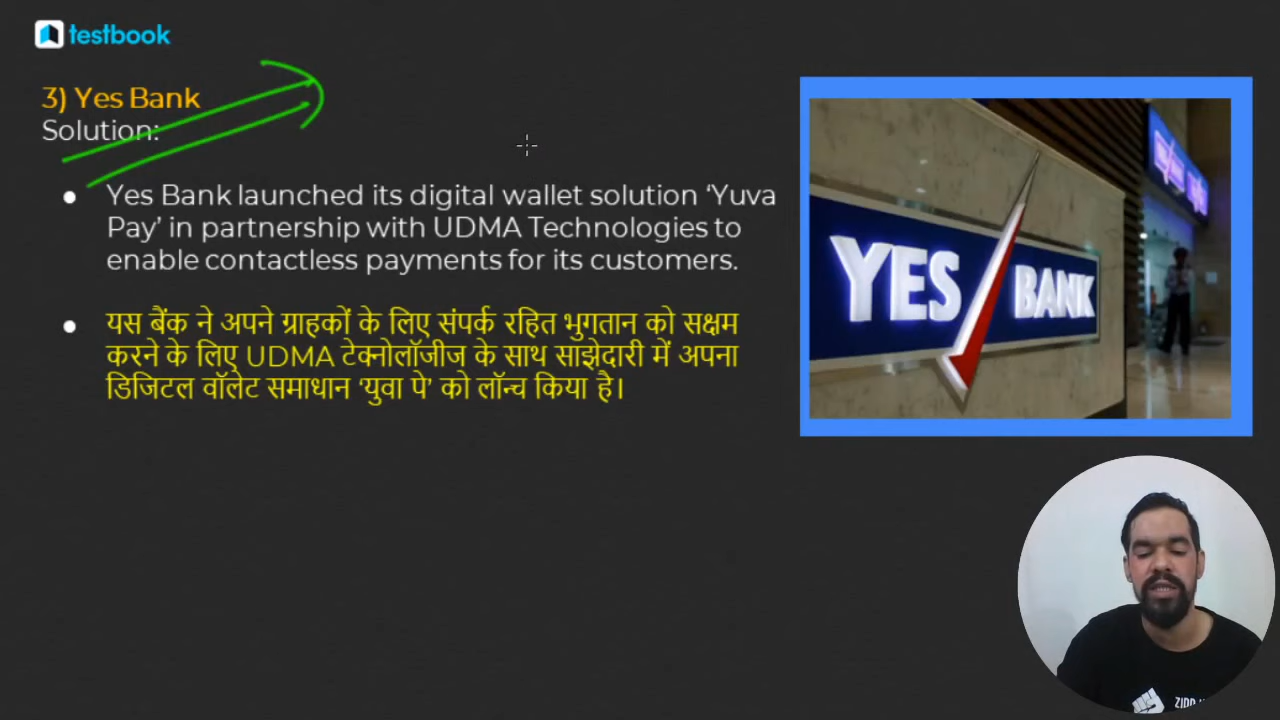 testbook
3) Yes Bank
Solution:
Yes Bank launched its digital wallet solution ‘Yuva
Pay’ in partnership with UDMA Technologies to
enable contactless payments for its customers.
यस बैंक ने अपने ग्राहकों के लिए संपर्क रहित भुगतान को सक्षम
करने के लिए UDMA टेक्नोलॉजीज के साथ साझेदारी में अपना
डिजिटल वॉलेट समाधान ‘युवा पे’ को लॉन्च किया है।
YES BANK